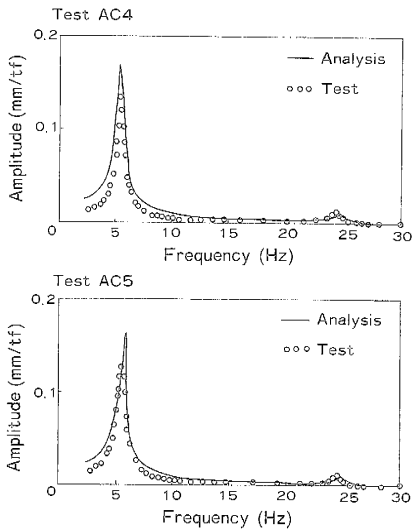 Test AC4
0.2
Analysis
Test
0.1
Amplitude (mm/tf)
0 5 10 15 20 25 30
Frequency (Hz)
Test AC5
0.2
Analysis
Test
0.1
Amplitude (mm/tf)
0 5 10 15 20 25 30
Frequency (Hz)